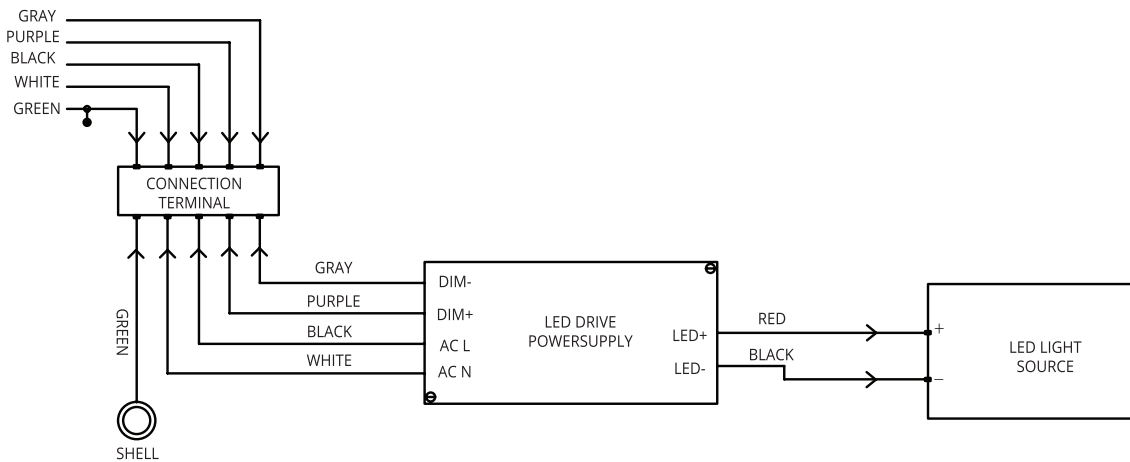 GRAY
PURPLE
BLACK
WHITE
GREEN
CONNECTION
TERMINAL
GRAY
PURPLE
BLACK
WHITE
GREEN
SHELL
DIM-
DIM+
AC L
AC N
LED DRIVE
POWERSUPPLY
LED+
LED-
RED
BLACK
+
−
LED LIGHT
SOURCE